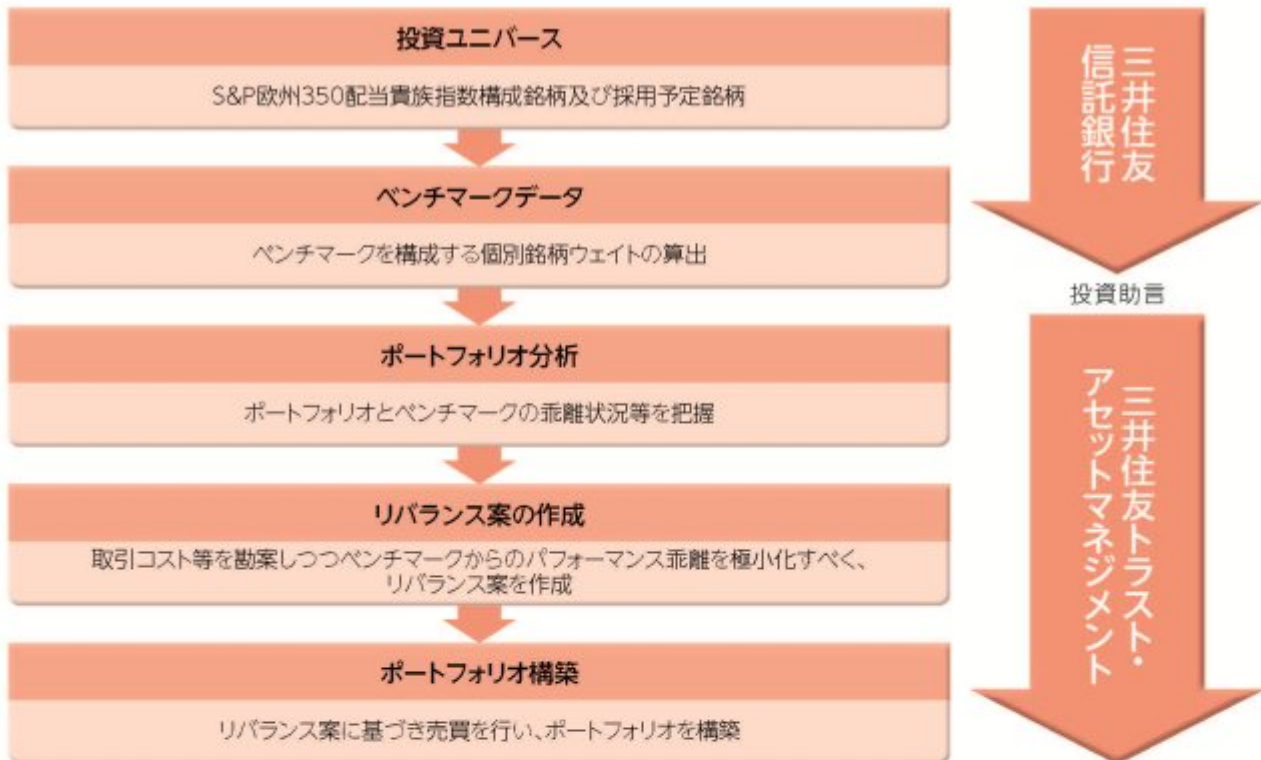 投資ユニバース
S&P欧州350配当貴族指数構成銘柄及び採用予定銘柄
ベンチマークデータ
ベンチマークを構成する個別銘柄ウェイトの算出
ポートフォリオ分析
ポートフォリオとベンチマークの乖離状況等を把握
リバランス案の作成
取引コスト等を勘案しつつベンチマークからのパフォーマンス乖離を極小化すべく、
リバランス案を作成
ポートフォリオ構築
リバランス案に基づき売買を行い、ポートフォリオを構築
三井住友
信託銀行
投資助言
三井住友トラスト・
アセットマネジメント